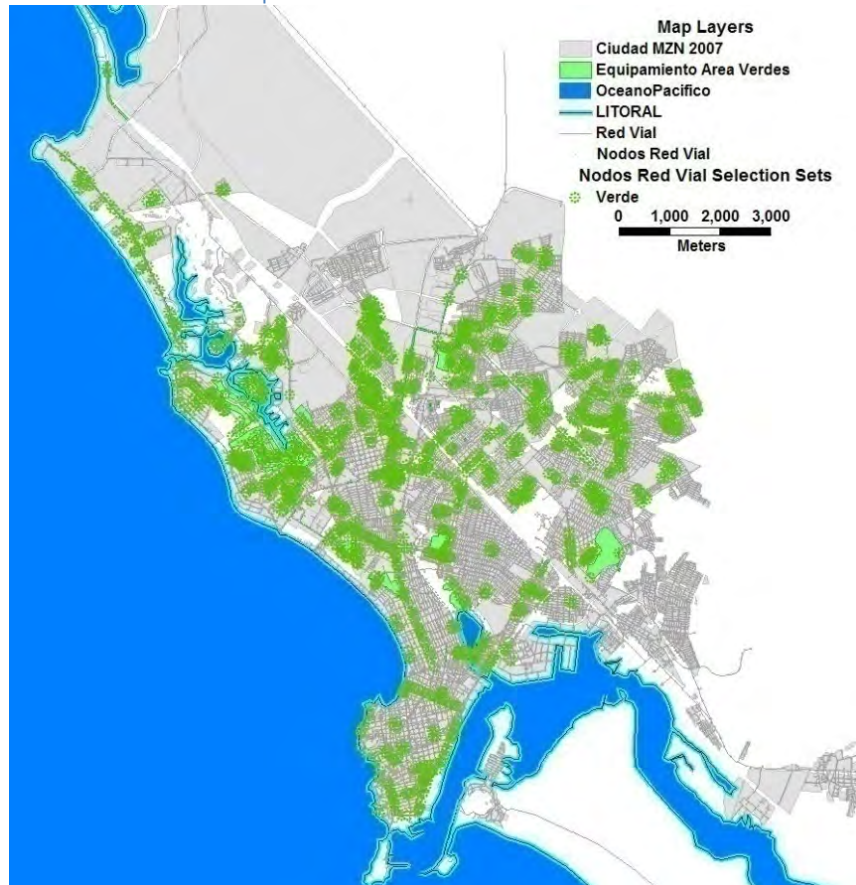 Map Layers
Ciudad MZN 2007
Equipamiento Area Verdes
OceanoPacifico
LITORAL
Red Vial
Nodos Red Vial
Nodos Red Vial Selection Sets
Verde
0 1,000 2,000 3,000
Meters